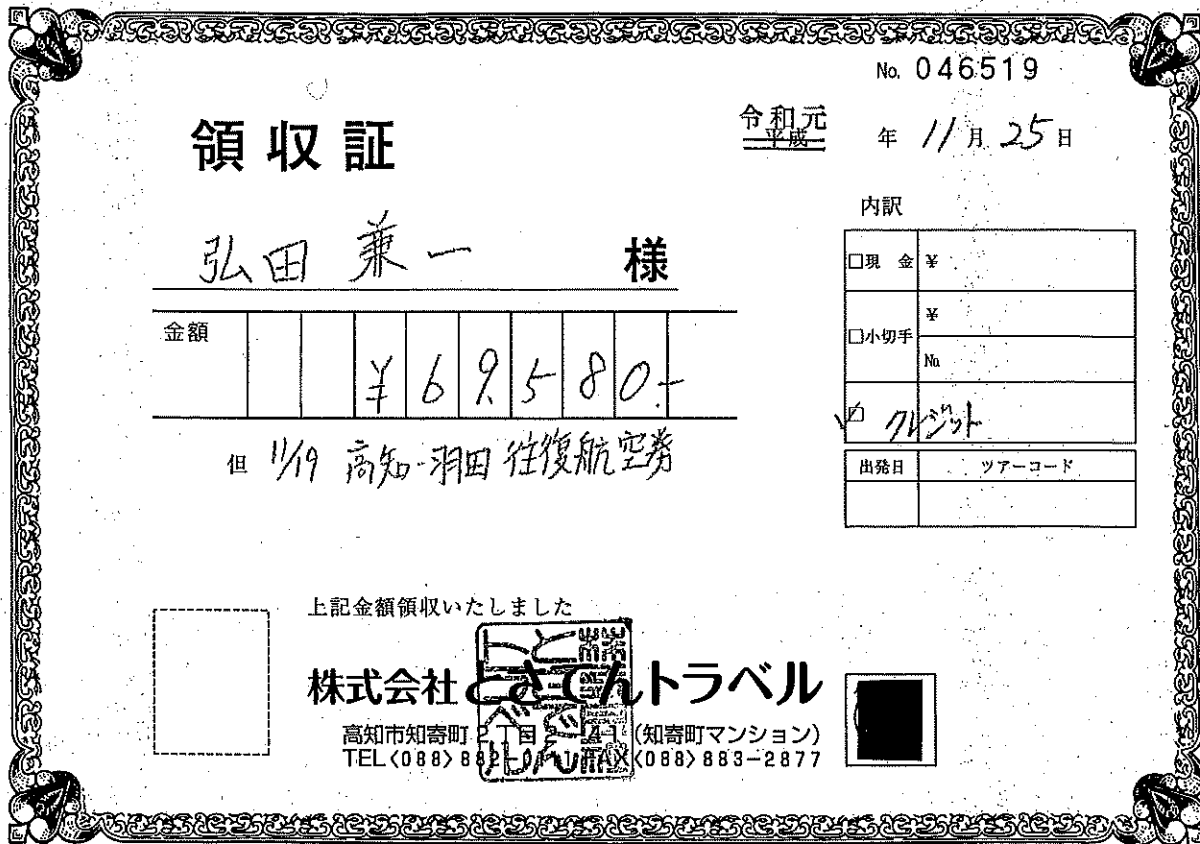 No. 046519
領収証
令和元
平成
年 11月 25日
弘田 兼一 様
金額 ¥69,580.-
但 11/19 高知-羽田 往復航空券
内訳
□現 金 ¥
□小切手 ¥
No
☑ クレジット
出発日 ツアーコード
上記金額領収いたしました
株式会社とさでんトラベル
高知市知寄町2丁目 (知寄町マンション)
TEL<088>882- FAX<088>883-2877